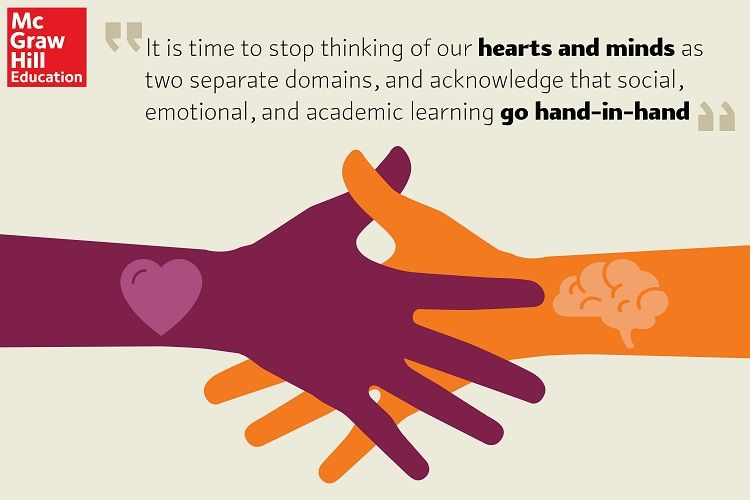 Mc
Graw
Hill
Education
"It is time to stop thinking of our hearts and minds as
two separate domains, and acknowledge that social,
emotional, and academic learning go hand-in-hand"